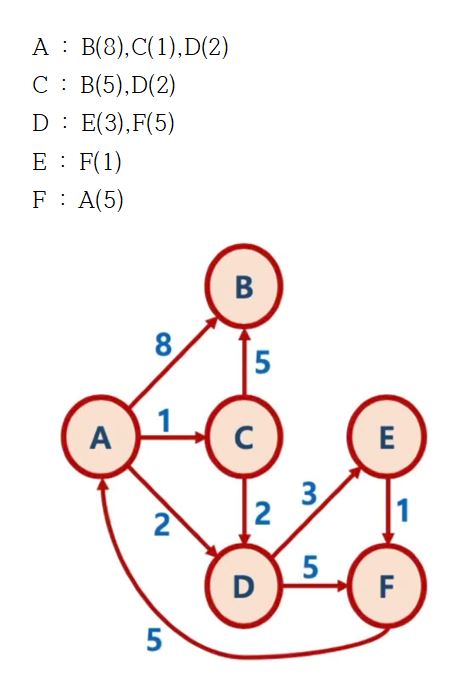 A : B(8),C(1),D(2)
C : B(5),D(2)
D : E(3),F(5)
E : F(1)
F : A(5)
B
8
5
A
1
C
E
2
2
3
1
D
5
F
5